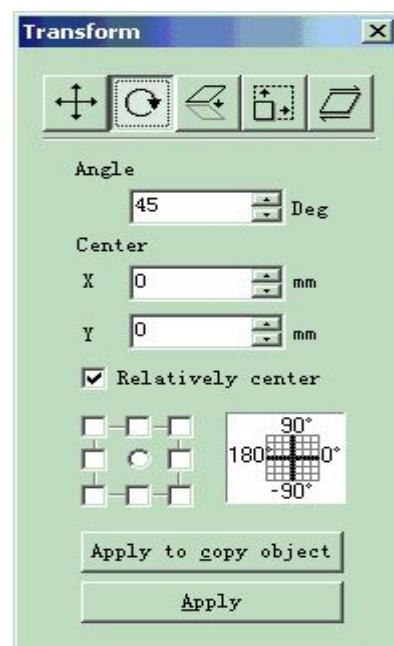 Transform
Angle
45 Deg
Center
X 0 mm
Y 0 mm
Relatively center
90°
180° 0°
-90°
Apply to copy object
Apply